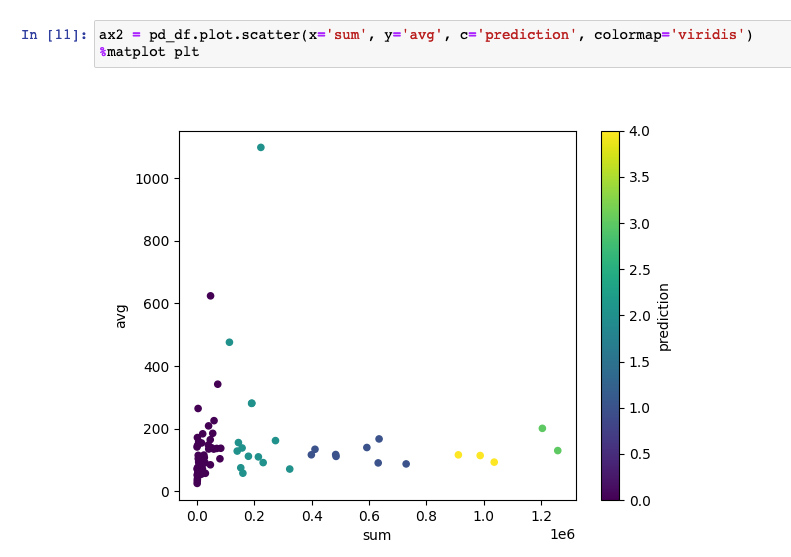 In [11]: ax2 = pd_df.plot.scatter(x='sum', y='avg', c='prediction', colormap='viridis')
%matplot plt
1000
800
600
400
200
0
avg
0.0 0.2 0.4 0.6 0.8 1.0 1.2
1e6
sum
4.0
3.5
3.0
2.5
2.0
1.5
1.0
0.5
0.0
prediction